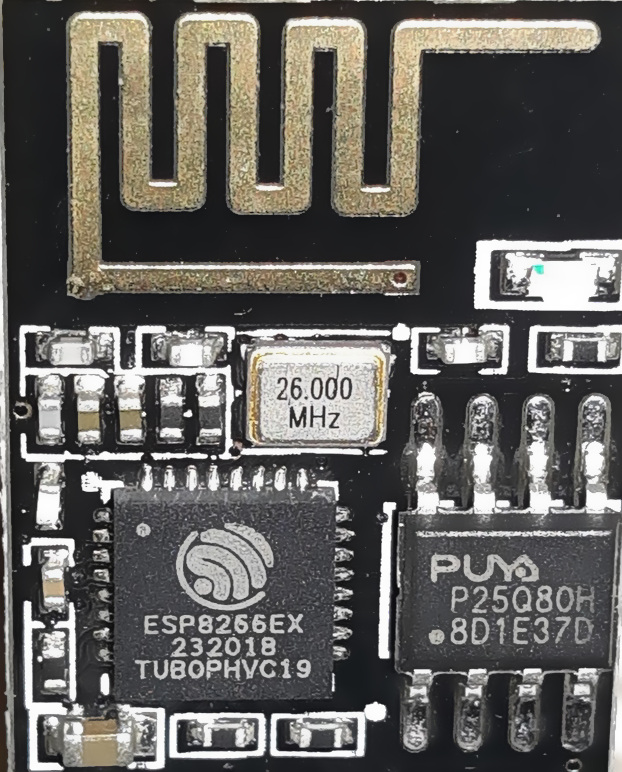 26.000
MHz
ESP8266EX
232018
TUBOPHVC19
PUYA
P25Q80H
8D1E37D